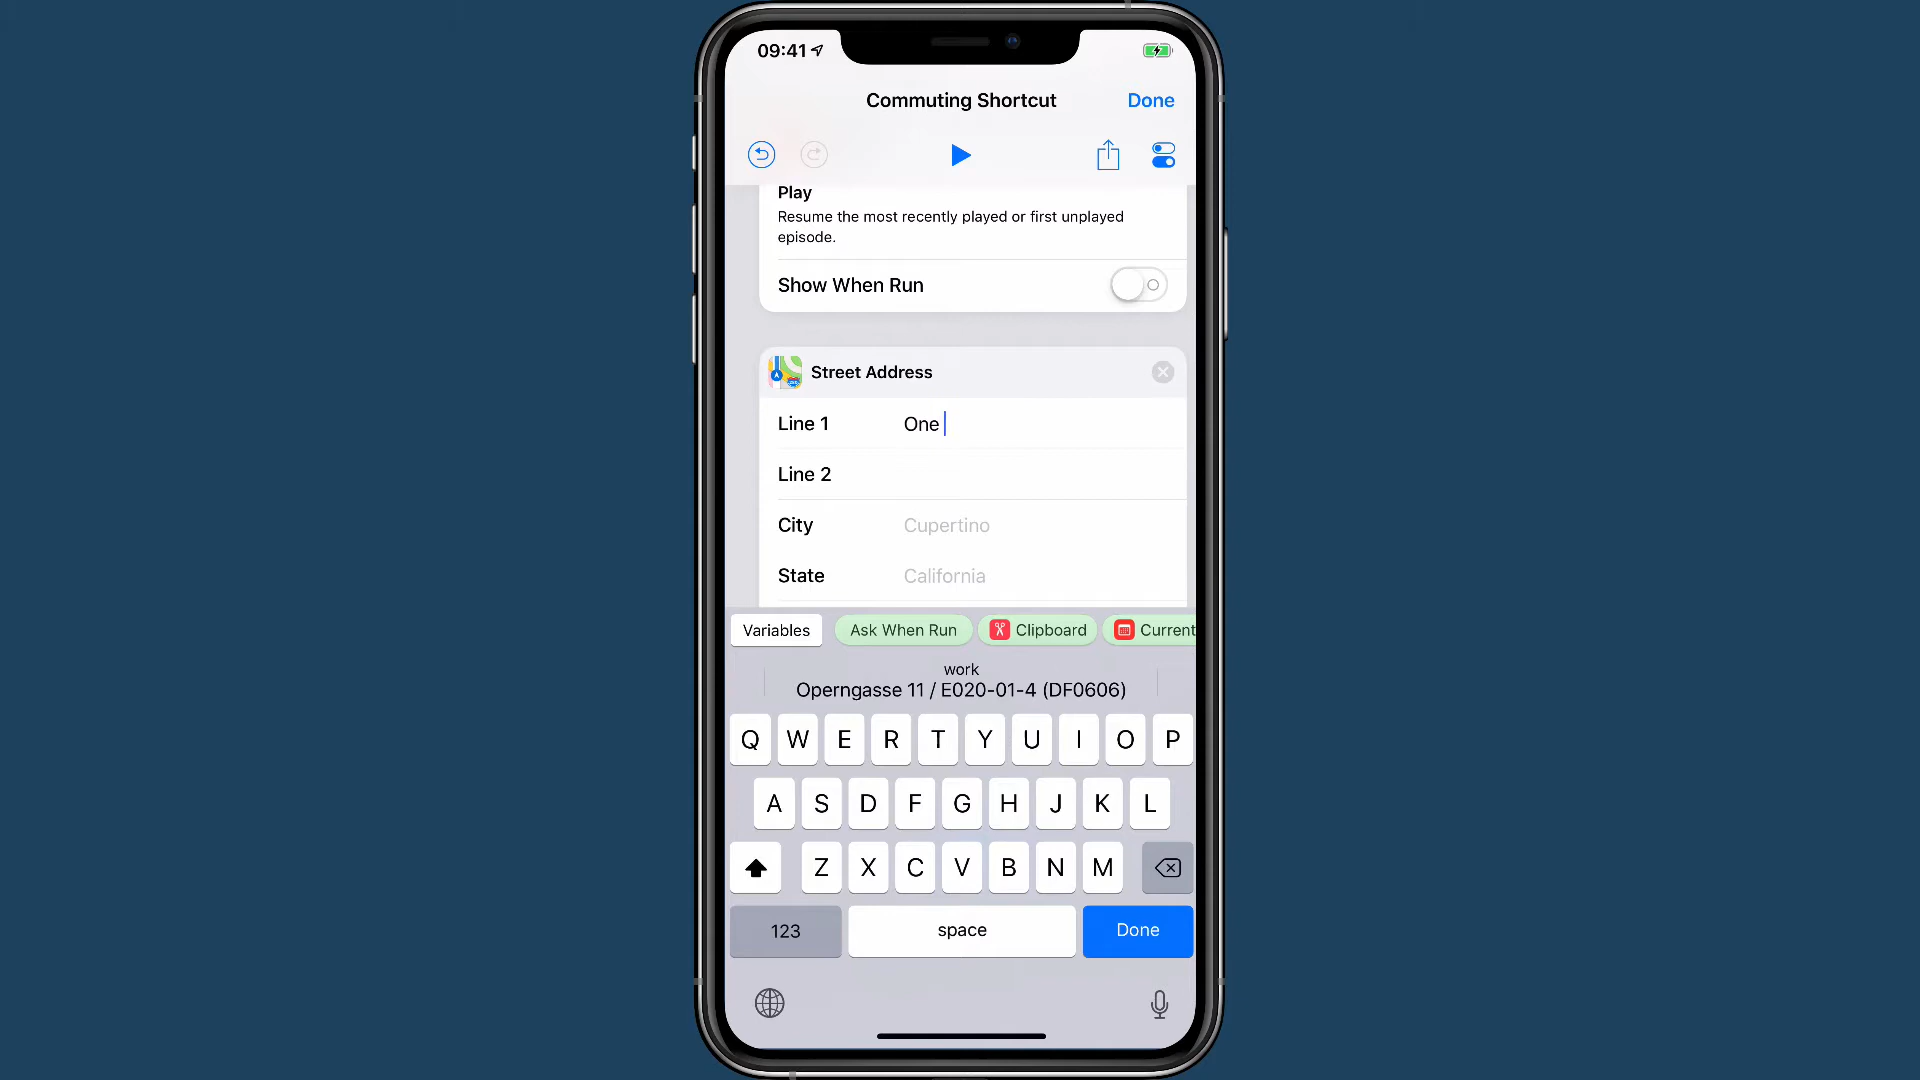 09:41
Commuting Shortcut
Done
Play
Resume the most recently played or first unplayed
episode.
Show When Run
Street Address
Line 1 One
Line 2
City Cupertino
State California
Variables Ask When Run Clipboard Current
work
Operngasse 11 / E020-01-4 (DF0606)
Q W E R T Y U I O P
A S D F G H J K L
Z X C V B N M
123 space Done